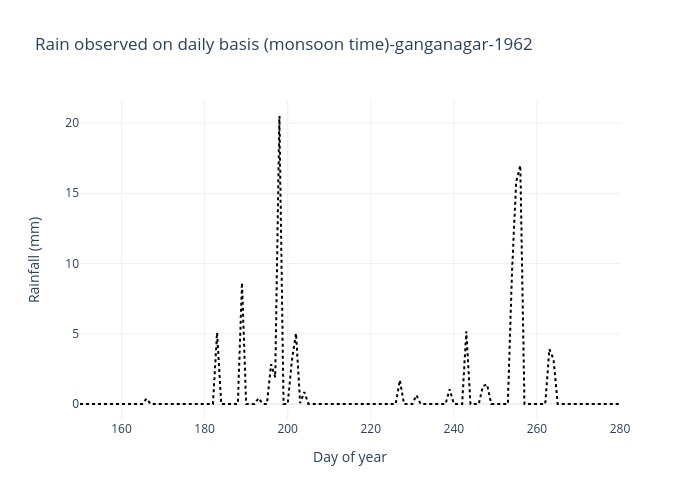 Rain observed on daily basis (monsoon time)-ganganagar-1962
20
15
10
5
0
Rainfall (mm)
160 180 200 220 240 260 280
Day of year